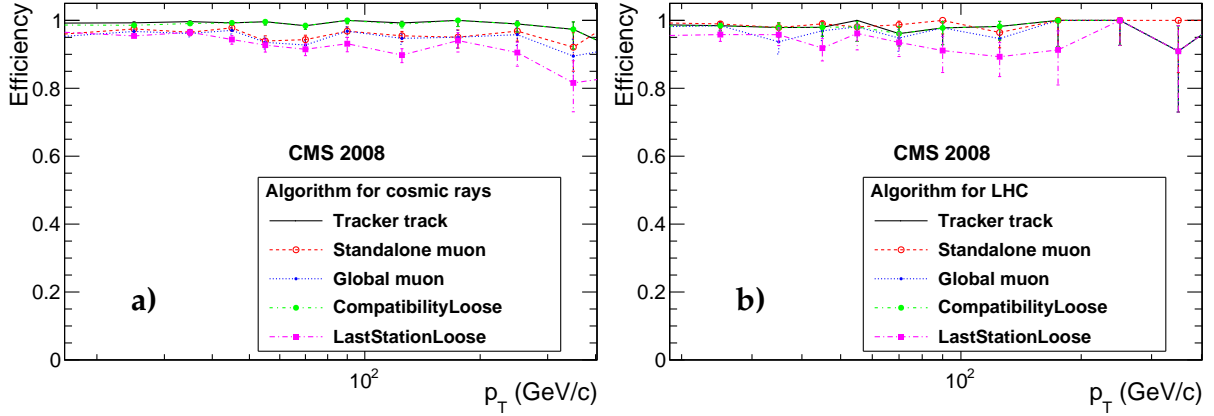 Efficiency
1
0.8
0.6
0.4
0.2
0
CMS 2008
Algorithm for cosmic rays
Tracker track
Standalone muon
Global muon
CompatibilityLoose
LastStationLoose
a)
10²
p_T (GeV/c)
Efficiency
1
0.8
0.6
0.4
0.2
0
CMS 2008
Algorithm for LHC
Tracker track
Standalone muon
Global muon
CompatibilityLoose
LastStationLoose
b)
10²
p_T (GeV/c)